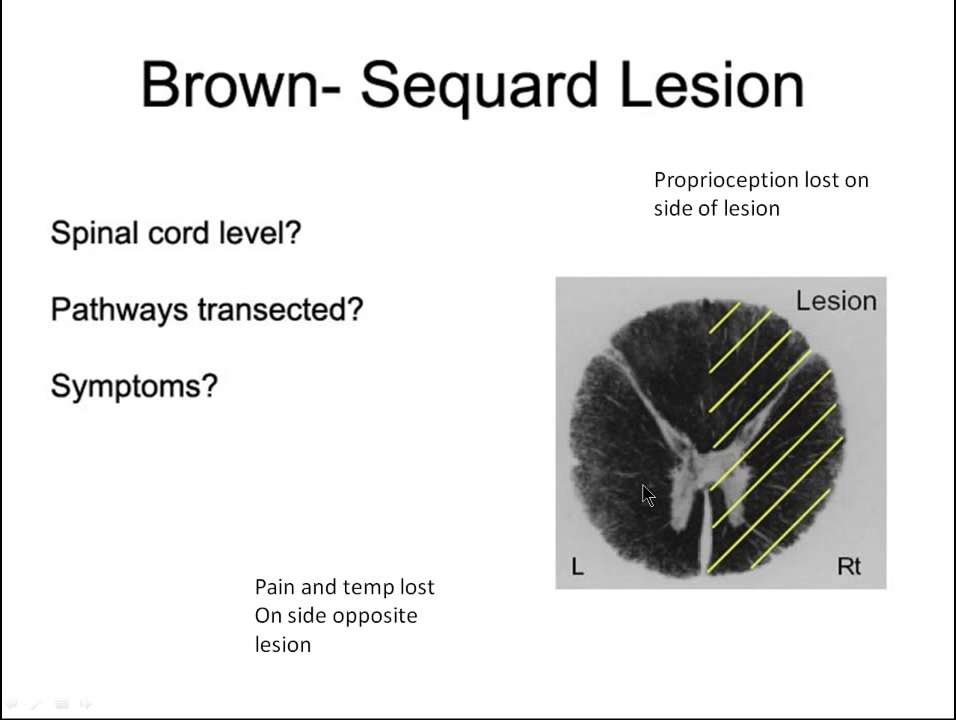 Brown- Sequard Lesion
Proprioception lost on
side of lesion
Spinal cord level?
Pathways transected?
Symptoms?
Lesion
L
Rt
Pain and temp lost
On side opposite
lesion